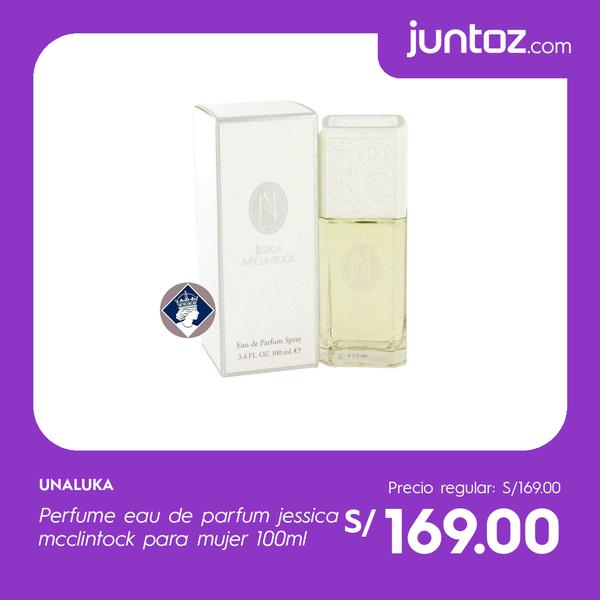 juntoz.com
JM
JESSICA
McCLINTOCK
Eau de Parfum Spray
3.4 FL. OZ. 100 mL ℮
UNALUKA
Perfume eau de parfum jessica
mcclintock para mujer 100ml
Precio regular: S/169.00
S/ 169.00